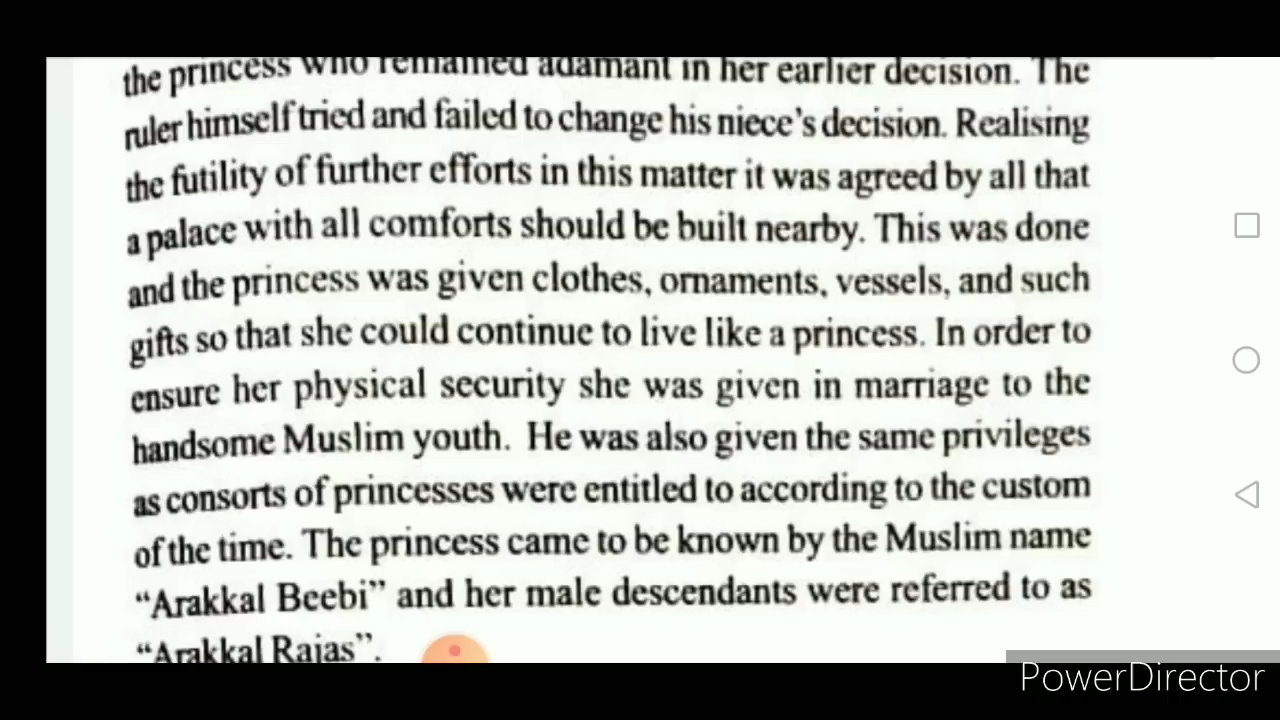 the princess who remained adamant in her earlier decision. The
ruler himself tried and failed to change his niece's decision. Realising
the futility of further efforts in this matter it was agreed by all that
a palace with all comforts should be built nearby. This was done
and the princess was given clothes, ornaments, vessels, and such
gifts so that she could continue to live like a princess. In order to
ensure her physical security she was given in marriage to the
handsome Muslim youth. He was also given the same privileges
as consorts of princesses were entitled to according to the custom
of the time. The princess came to be known by the Muslim name
“Arakkal Beebi” and her male descendants were referred to as
“Arakkal Rajas”.
PowerDirector